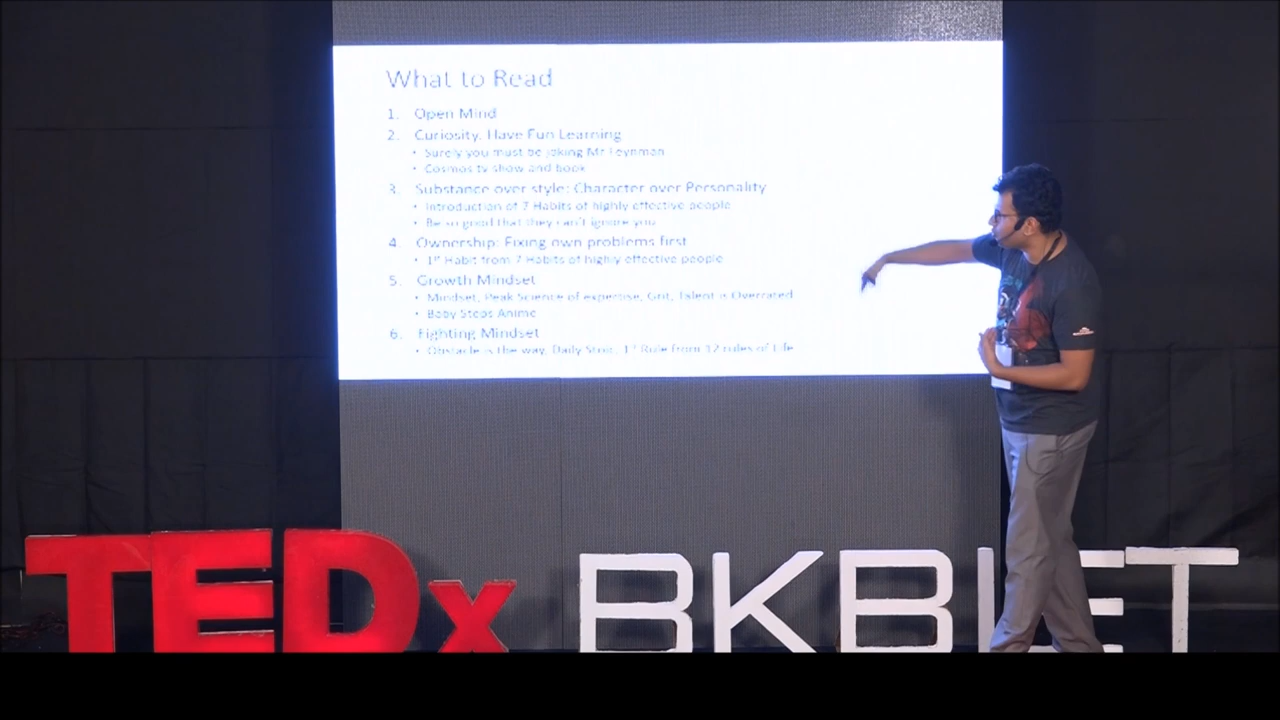 What to Read
1. Open Mind
2. Curiosity, Have Fun Learning
• Surely you must be joking Mr Feynman
• Cosmos tv show and book
3. Substance over style; Character over Personality
• Introduction of 7 Habits of highly effective people
• Be so good that they can't ignore you
4. Ownership: Fixing own problems first
• 1st Habit from 7 Habits of highly effective people
5. Growth Mindset
• Mindset, Peak Science of expertise, Grit, Talent is Overrated
• Baby Steps Anime
6. Fighting Mindset
• Obstacle is the way, Daily Stoic, 1st Rule from 12 rules of Life
TEDx BKBIET